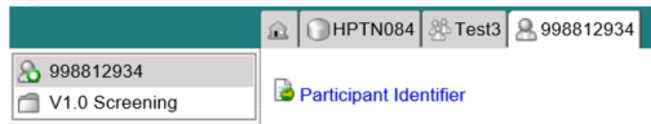 HPTN084 Test3 998812934
998812934
V1.0 Screening
Participant Identifier